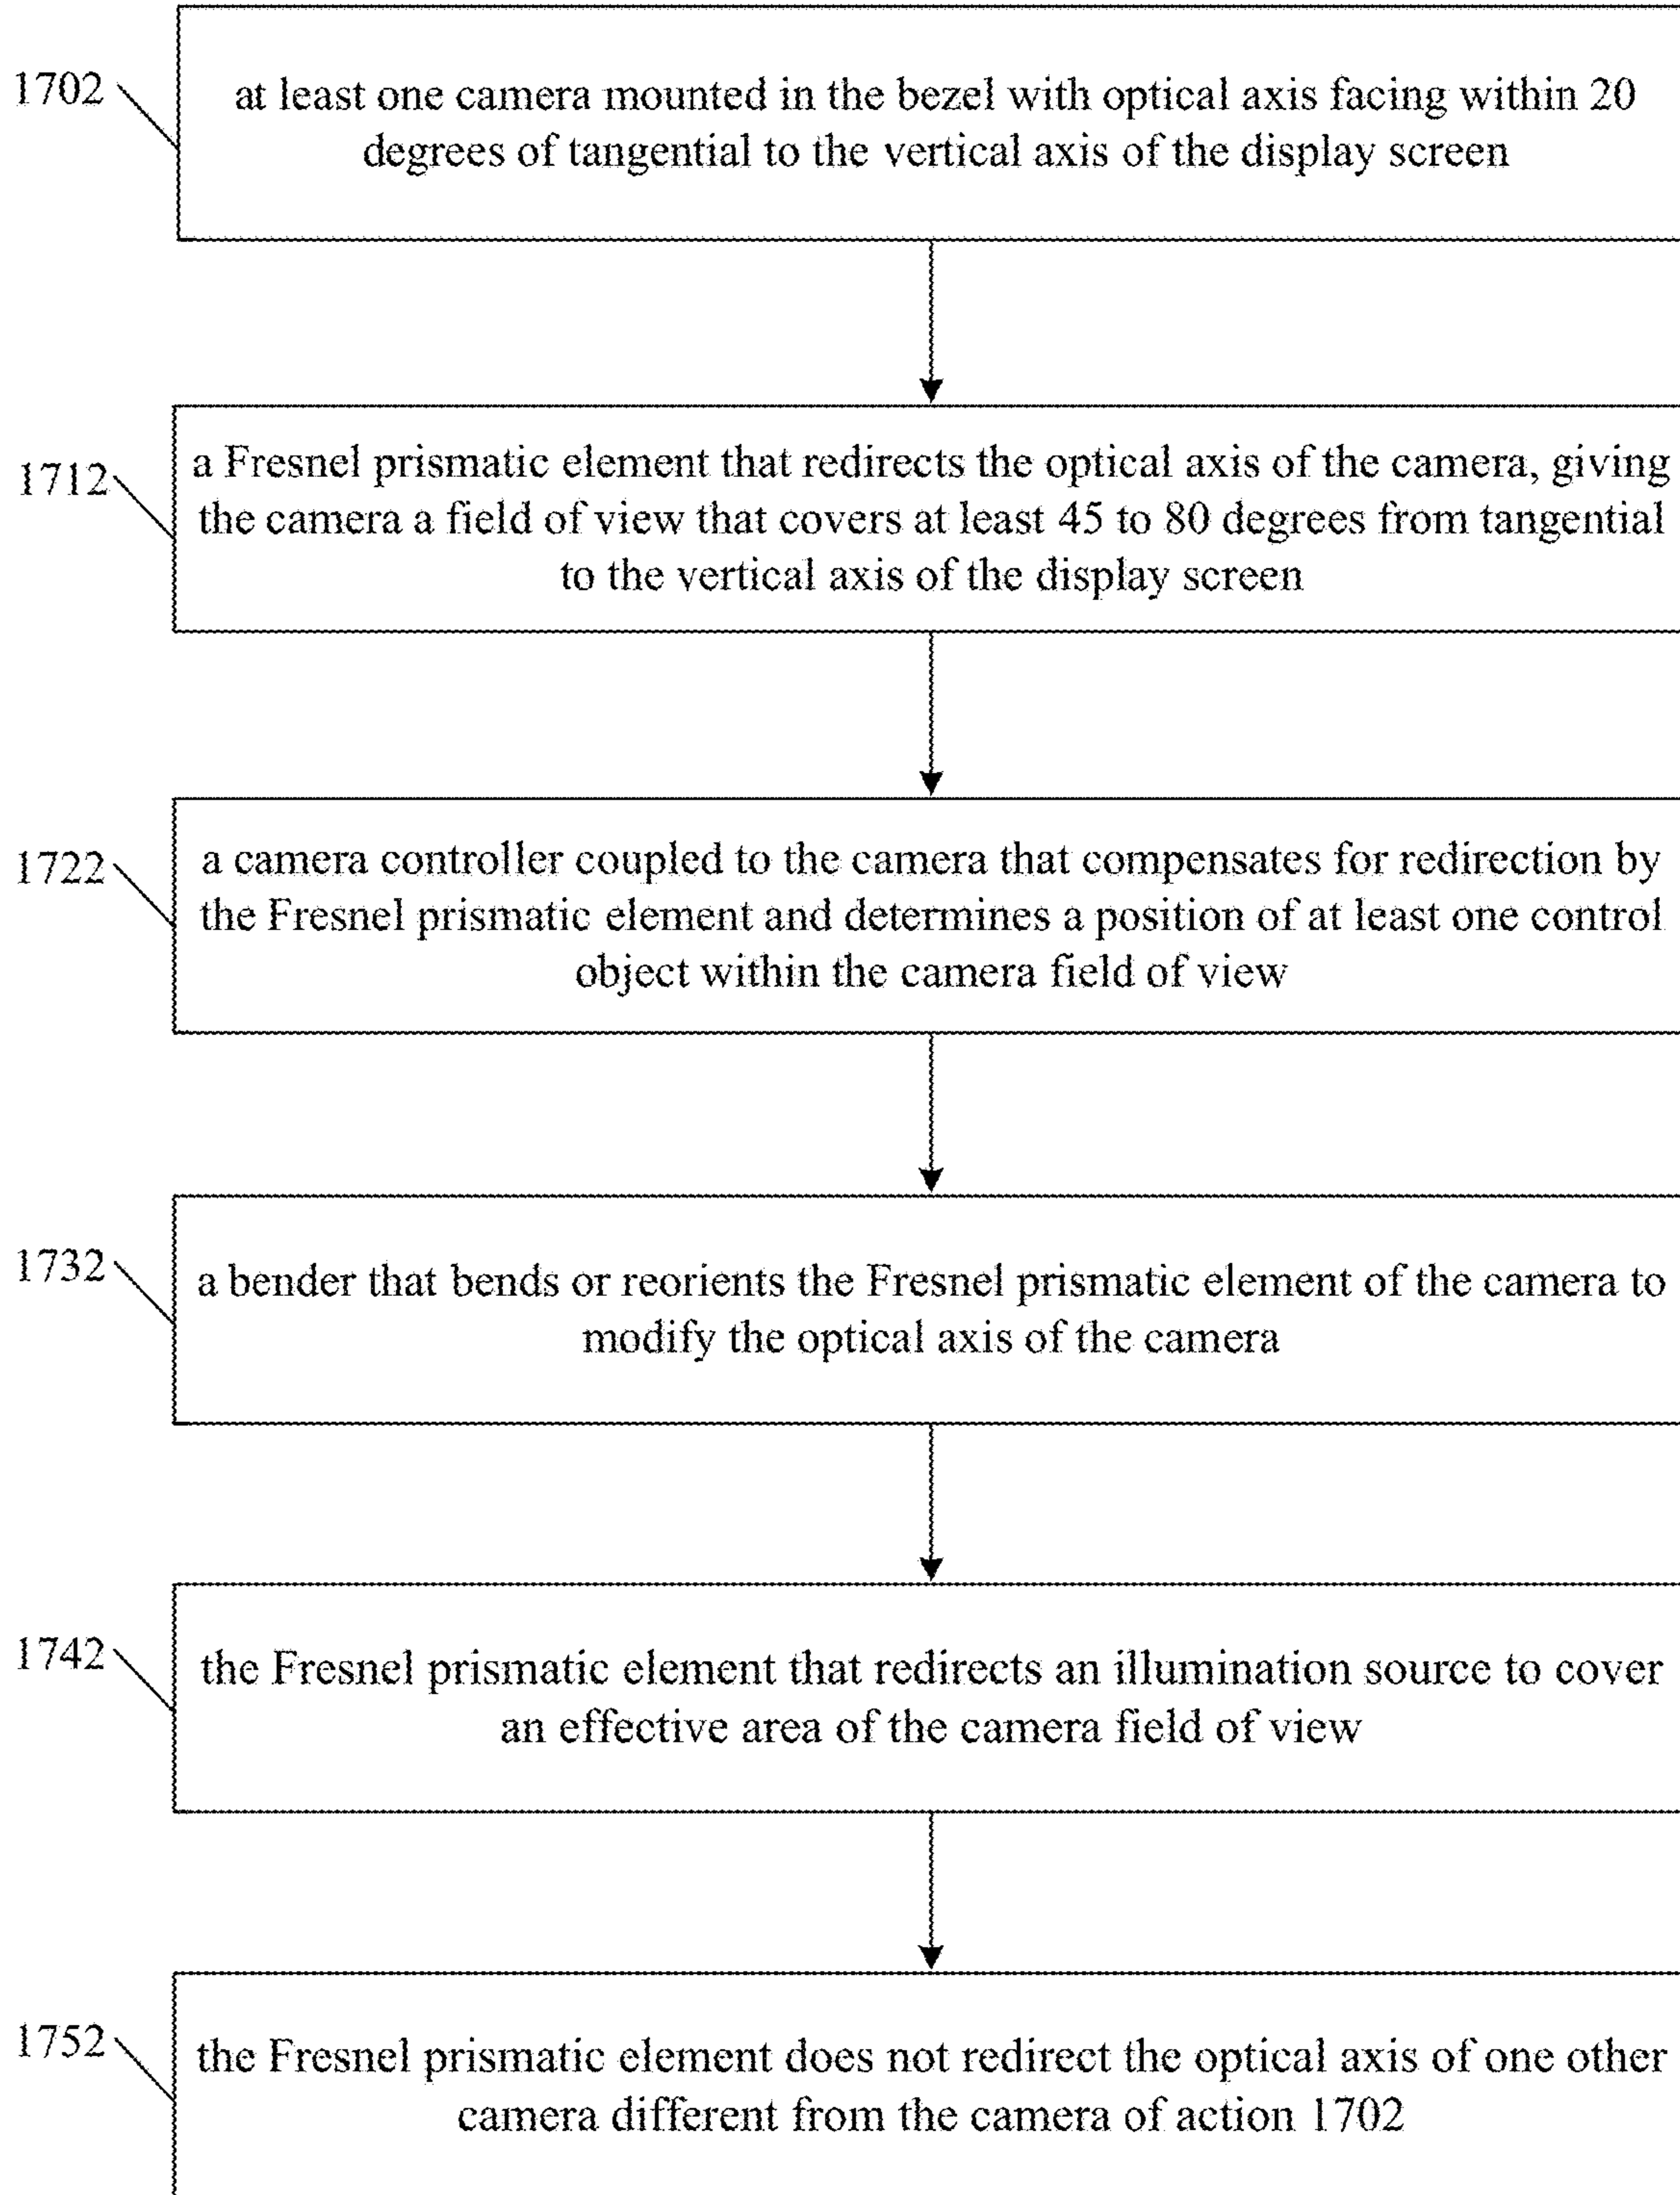 1702
at least one camera mounted in the bezel with optical axis facing within 20
degrees of tangential to the vertical axis of the display screen
1712
a Fresnel prismatic element that redirects the optical axis of the camera, giving
the camera a field of view that covers at least 45 to 80 degrees from tangential
to the vertical axis of the display screen
1722
a camera controller coupled to the camera that compensates for redirection by
the Fresnel prismatic element and determines a position of at least one control
object within the camera field of view
1732
a bender that bends or reorients the Fresnel prismatic element of the camera to
modify the optical axis of the camera
1742
the Fresnel prismatic element that redirects an illumination source to cover
an effective area of the camera field of view
1752
the Fresnel prismatic element does not redirect the optical axis of one other
camera different from the camera of action 1702